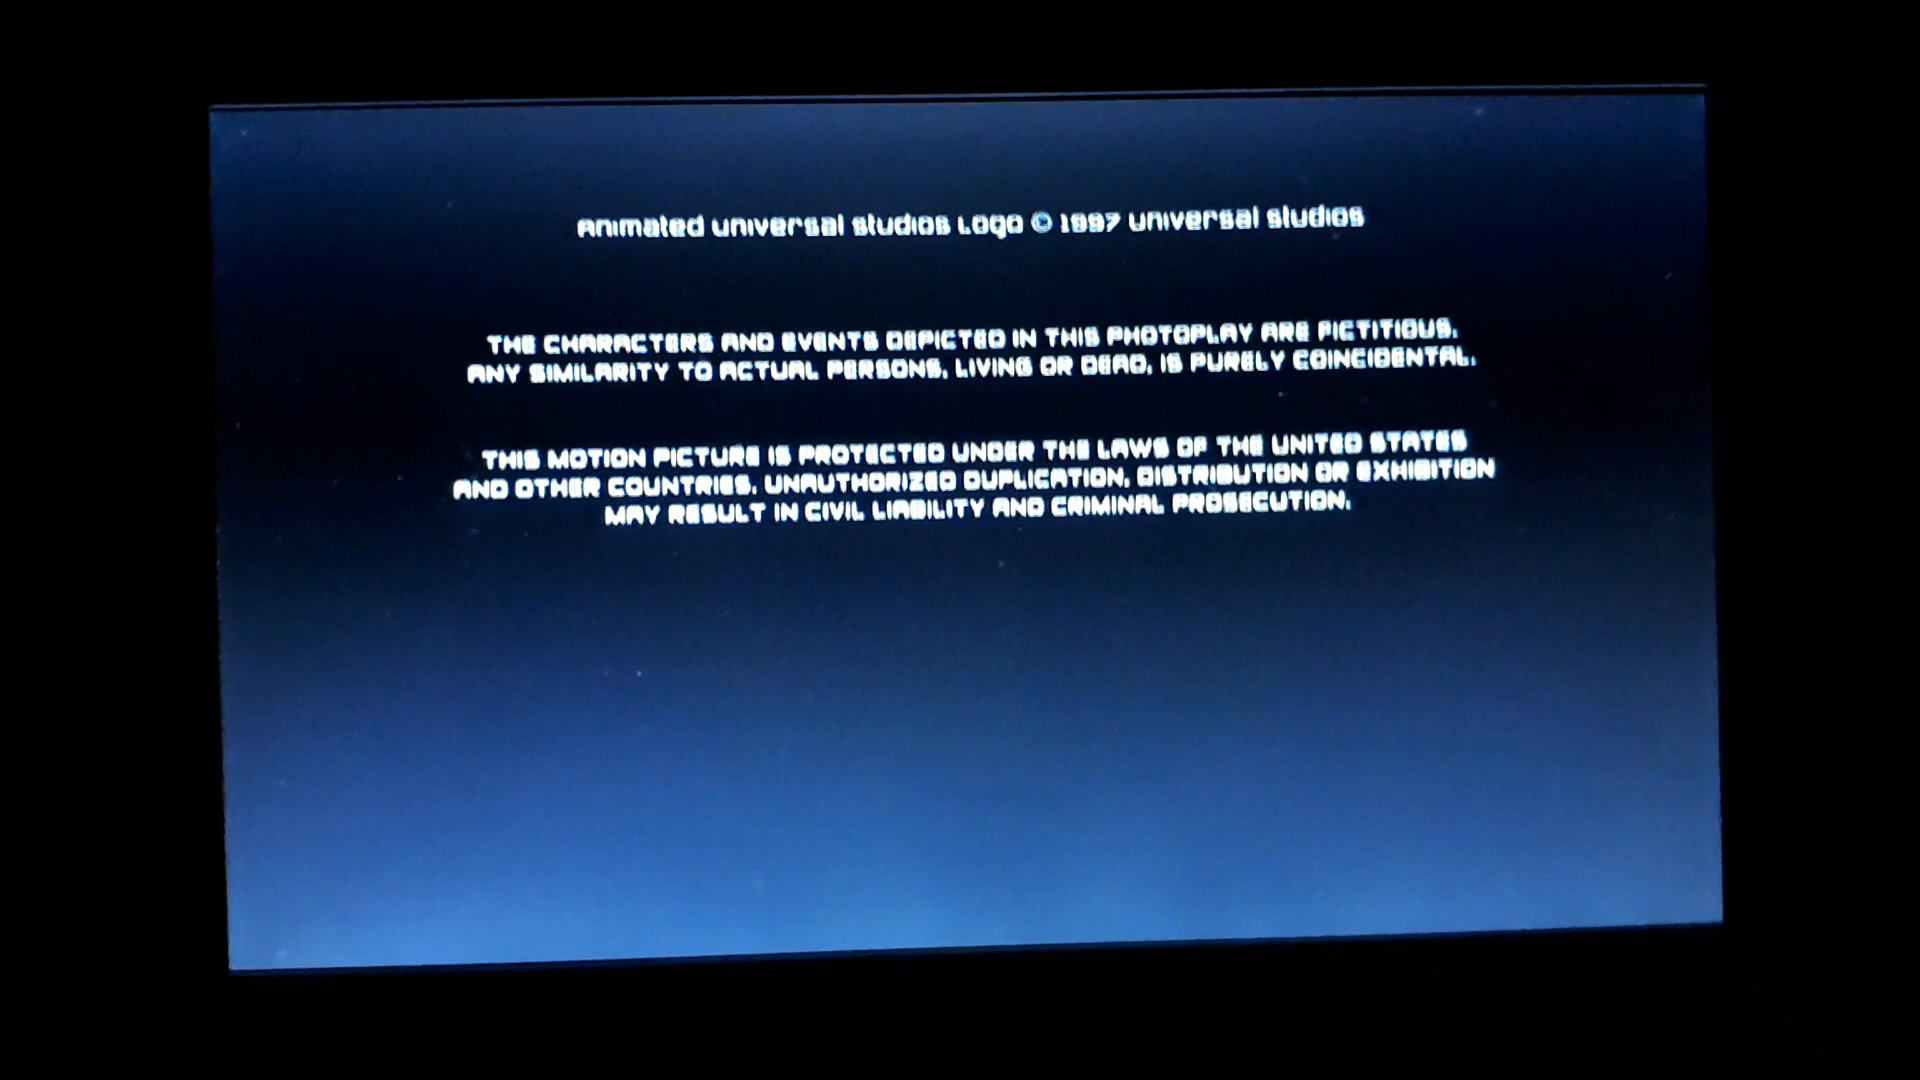 Animated Universal Studios Logo © 1997 Universal Studios
THE CHARACTERS AND EVENTS DEPICTED IN THIS PHOTOPLAY ARE FICTITIOUS.
ANY SIMILARITY TO ACTUAL PERSONS, LIVING OR DEAD, IS PURELY COINCIDENTAL.
THIS MOTION PICTURE IS PROTECTED UNDER THE LAWS OF THE UNITED STATES
AND OTHER COUNTRIES. UNAUTHORIZED DUPLICATION, DISTRIBUTION OR EXHIBITION
MAY RESULT IN CIVIL LIABILITY AND CRIMINAL PROSECUTION.